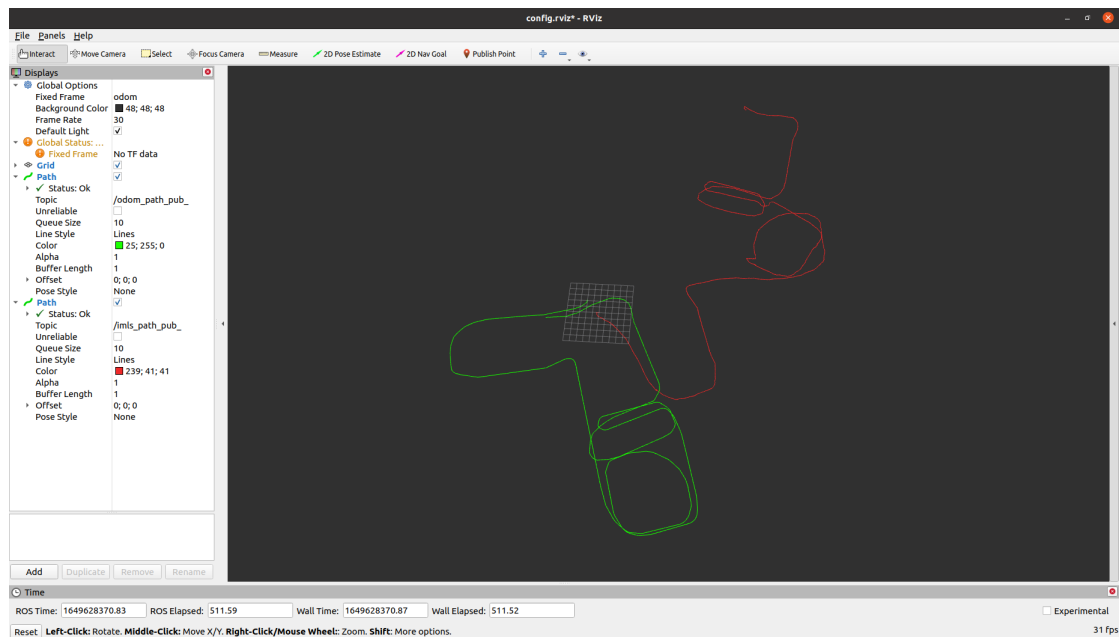 config.rviz* - RViz
File Panels Help
Interact Move Camera Select Focus Camera Measure 2D Pose Estimate 2D Nav Goal Publish Point
Displays
Global Options
Fixed Frame odom
Background Color 48; 48; 48
Frame Rate 30
Default Light
Global Status: ...
Fixed Frame No TF data
Grid
Path
Status: Ok
Topic /odom_path_pub_
Unreliable
Queue Size 10
Line Style Lines
Color 25; 255; 0
Alpha 1
Buffer Length 1
Offset 0; 0; 0
Pose Style None
Path
Status: Ok
Topic /imls_path_pub_
Unreliable
Queue Size 10
Line Style Lines
Color 239; 41; 41
Alpha 1
Buffer Length 1
Offset 0; 0; 0
Pose Style None
Add Duplicate Remove Rename
Time
ROS Time: 1649628370.83 ROS Elapsed: 511.59 Wall Time: 1649628370.87 Wall Elapsed: 511.52 Experimental
Reset Left-Click: Rotate. Middle-Click: Move X/Y. Right-Click/Mouse Wheel:: Zoom. Shift: More options. 31 fps